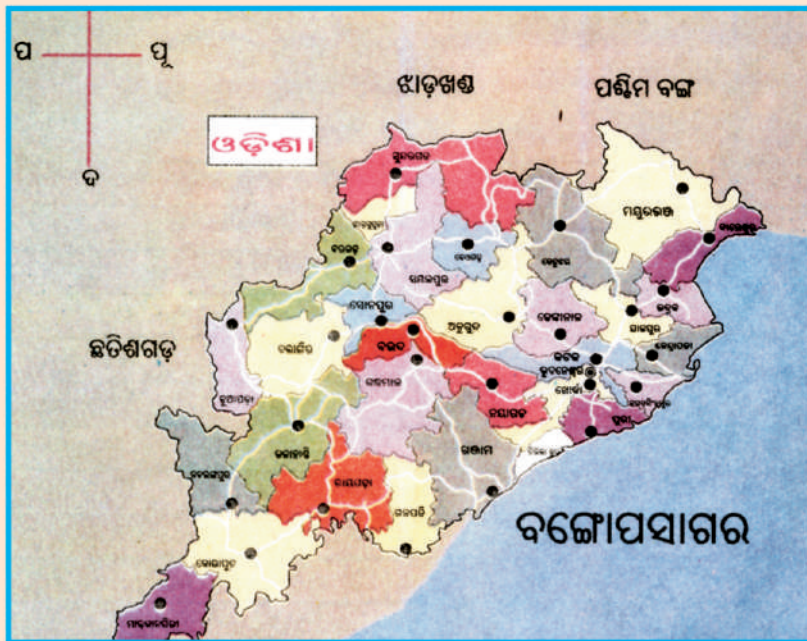 ପ ପୂ
ଦ
ଝାଡ଼ଖଣ୍ଡ
ପଶ୍ଚିମ ବଙ୍ଗ
ଓଡ଼ିଶା
ସୁନ୍ଦରଗଡ଼
ମୟୂରଭଞ୍ଜ
ବାଲେଶ୍ୱର
ବରଗଡ଼
ଦେବଗଡ଼
କେନ୍ଦୁଝର
ସମ୍ବଲପୁର
ସୋନପୁର
ଅନୁଗୁଳ
ଢେଙ୍କାନାଳ
ଭଦ୍ରକ
ଯାଜପୁର
ଛତିଶଗଡ଼
ବଲାଙ୍ଗିର
ବଉଦ
କଟକ
କେନ୍ଦ୍ରାପଡ଼ା
ଭୁବନେଶ୍ୱର
ନୂଆପଡ଼ା
କନ୍ଧମାଳ
ନୟାଗଡ଼
ଖୋର୍ଦ୍ଧା
ପୁରୀ
କଳାହାଣ୍ଡି
ଗଞ୍ଜାମ
ନବରଙ୍ଗପୁର
ରାୟଗଡ଼ା
ଗଜପତି
ବଙ୍ଗୋପସାଗର
କୋରାପୁଟ
ମାଲକାନଗିରି